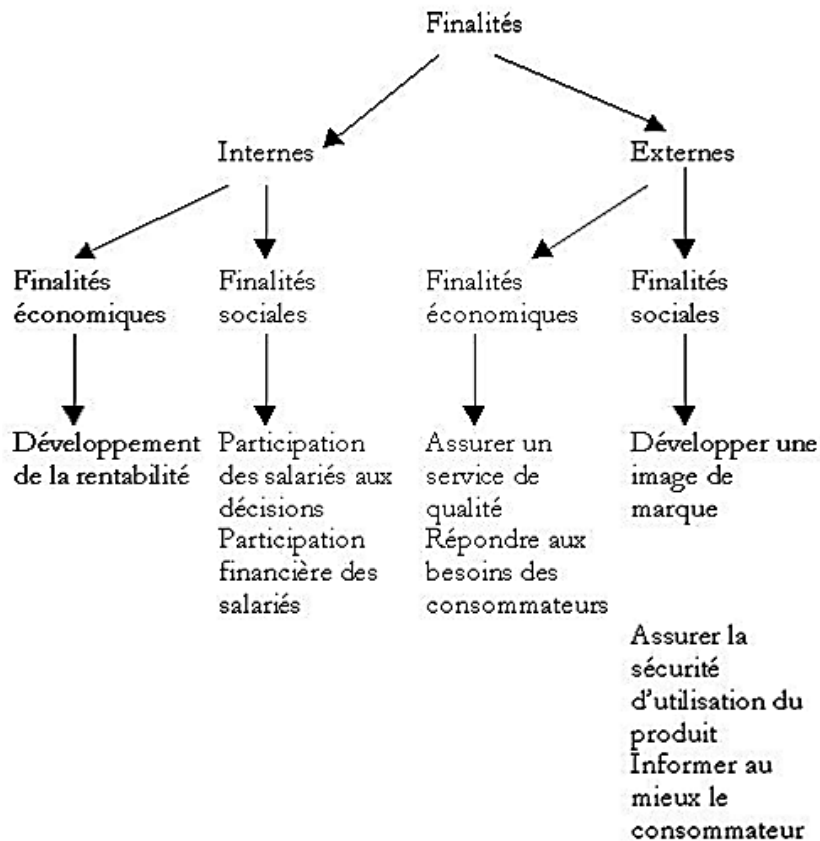 Finalités
Internes
Externes
Finalités
économiques
Finalités
sociales
Finalités
économiques
Finalités
sociales
Développement
de la rentabilité
Participation
des salariés aux
décisions
Participation
financière des
salariés
Assurer un
service de
qualité
Répondre aux
besoins des
consommateurs
Développer une
image de
marque
Assurer la
sécurité
d'utilisation du
produit
Informer au
mieux le
consommateur